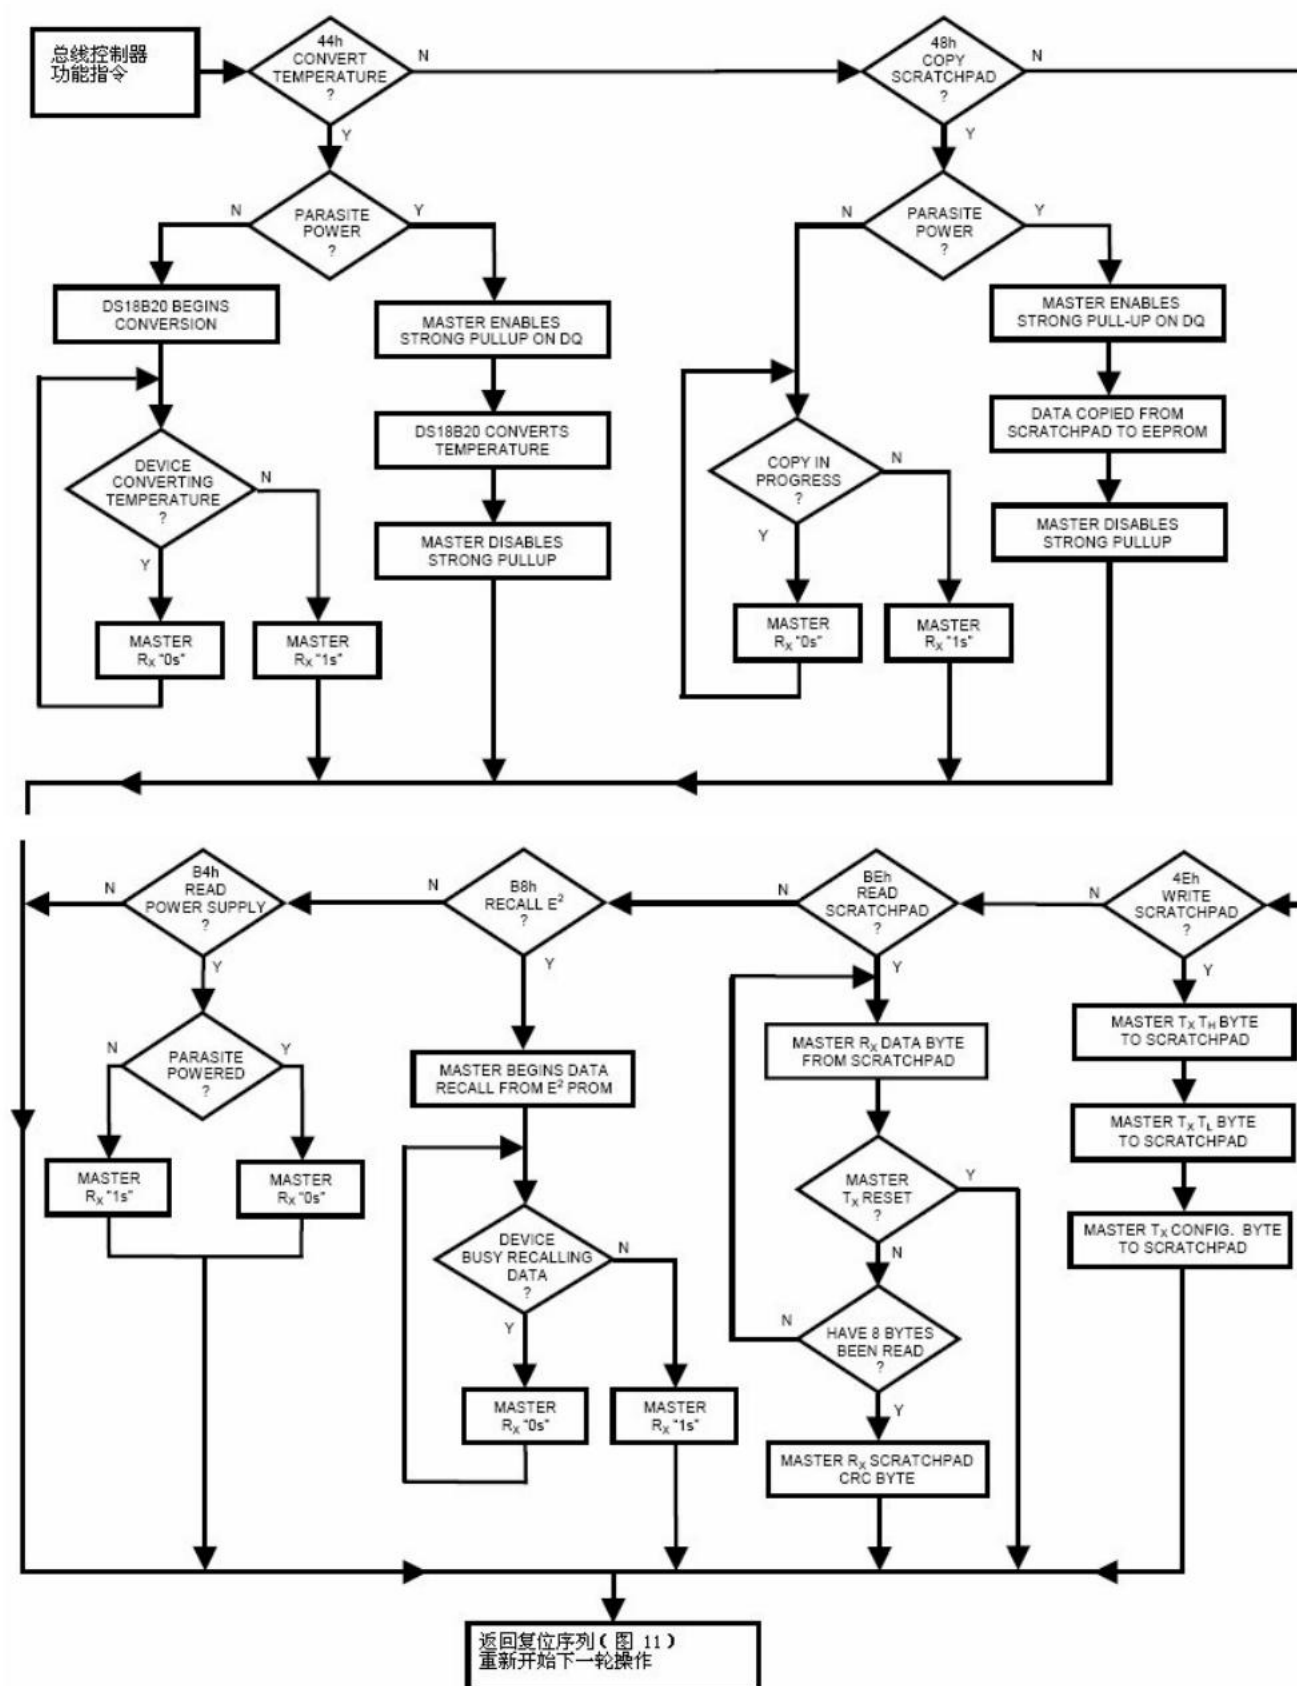 总线控制器
功能指令
44h
CONVERT
TEMPERATURE
?
N
Y
48h
COPY
SCRATCHPAD
?
N
Y
PARASITE
POWER
?
N
Y
DS18B20 BEGINS
CONVERSION
MASTER ENABLES
STRONG PULLUP ON DQ
DS18B20 CONVERTS
TEMPERATURE
MASTER DISABLES
STRONG PULLUP
DEVICE
CONVERTING
TEMPERATURE
?
N
Y
MASTER
Rx "0s"
MASTER
Rx "1s"
PARASITE
POWER
?
N
Y
MASTER ENABLES
STRONG PULL-UP ON DQ
DATA COPIED FROM
SCRATCHPAD TO EEPROM
MASTER DISABLES
STRONG PULLUP
COPY IN
PROGRESS
?
N
Y
MASTER
Rx "0s"
MASTER
Rx "1s"
B4h
READ
POWER SUPPLY
?
N
Y
B8h
RECALL E²
?
N
Y
BEh
READ
SCRATCHPAD
?
N
Y
4Eh
WRITE
SCRATCHPAD
?
N
Y
PARASITE
POWERED
?
N
Y
MASTER
Rx "1s"
MASTER
Rx "0s"
MASTER BEGINS DATA
RECALL FROM E² PROM
DEVICE
BUSY RECALLING
DATA
?
N
Y
MASTER
Rx "0s"
MASTER
Rx "1s"
MASTER Rx DATA BYTE
FROM SCRATCHPAD
MASTER
Tx RESET
?
Y
N
HAVE 8 BYTES
BEEN READ
?
N
Y
MASTER Rx SCRATCHPAD
CRC BYTE
MASTER Tx TH BYTE
TO SCRATCHPAD
MASTER Tx TL BYTE
TO SCRATCHPAD
MASTER Tx CONFIG. BYTE
TO SCRATCHPAD
返回复位序列( 图 11 )
重新开始下一轮操作